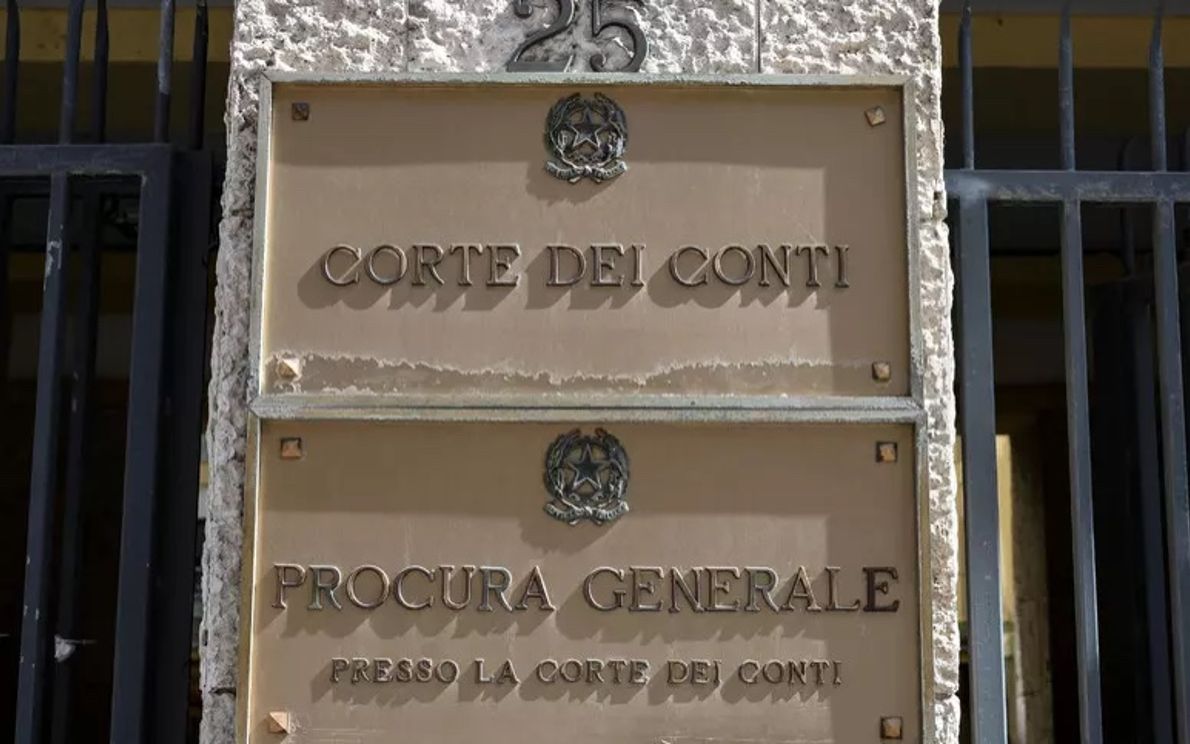 25
CORTE DEI CONTI
PROCURA GENERALE
PRESSO LA CORTE DEI CONTI